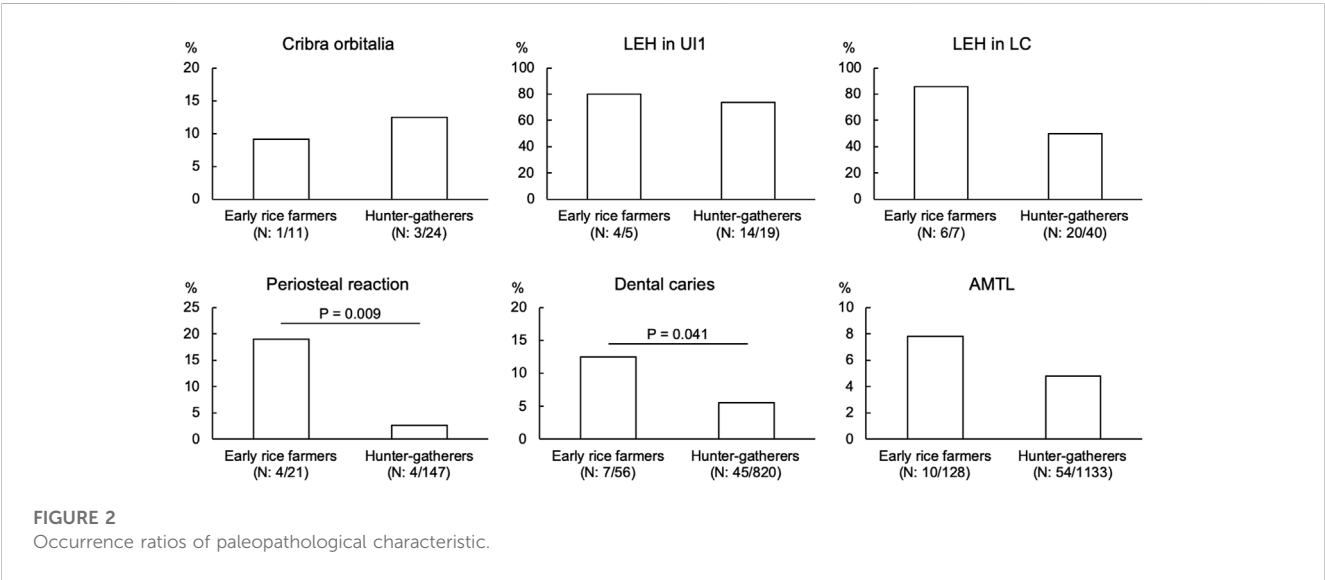 Cribra orbitalia
%
20
15
10
5
0
Early rice farmers
(N: 1/11)
Hunter-gatherers
(N: 3/24)
LEH in UI1
%
100
80
60
40
20
0
Early rice farmers
(N: 4/5)
Hunter-gatherers
(N: 14/19)
LEH in LC
%
100
80
60
40
20
0
Early rice farmers
(N: 6/7)
Hunter-gatherers
(N: 20/40)
Periosteal reaction
%
25
20
15
10
5
0
P = 0.009
Early rice farmers
(N: 4/21)
Hunter-gatherers
(N: 4/147)
Dental caries
%
20
15
10
5
0
P = 0.041
Early rice farmers
(N: 7/56)
Hunter-gatherers
(N: 45/820)
AMTL
%
10
8
6
4
2
0
Early rice farmers
(N: 10/128)
Hunter-gatherers
(N: 54/1133)
FIGURE 2
Occurrence ratios of paleopathological characteristic.